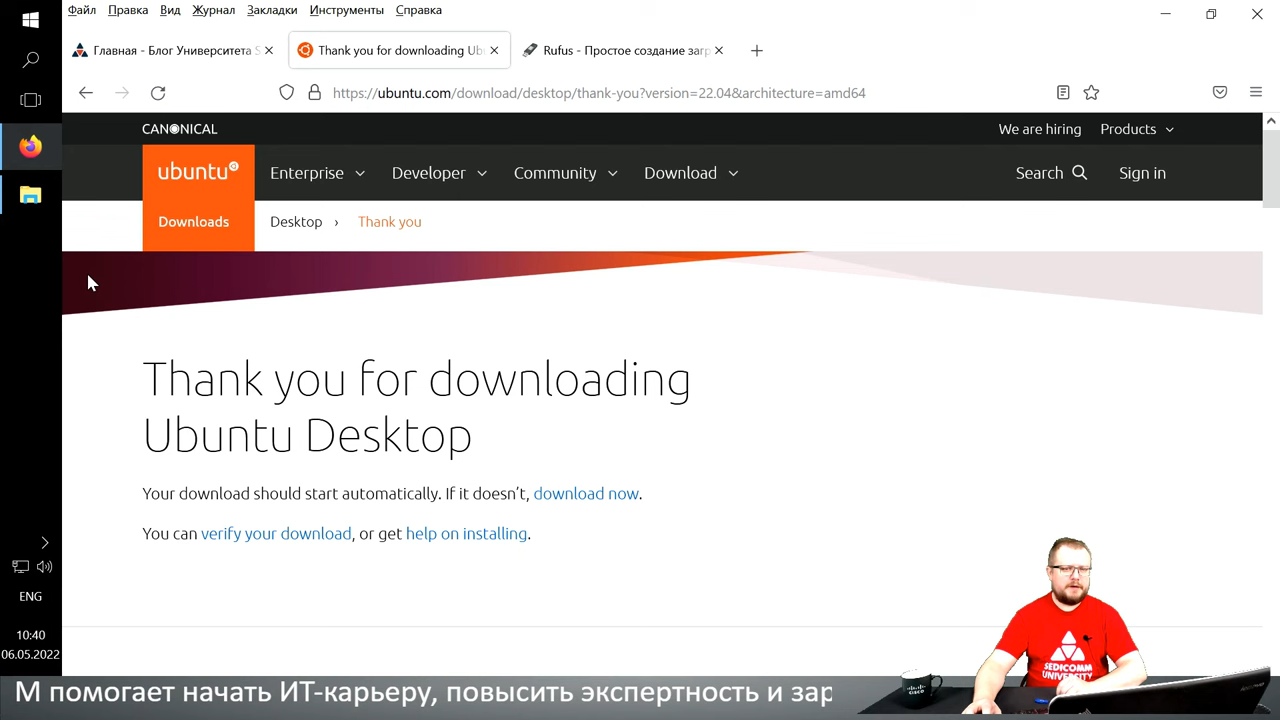 Файл Правка Вид Журнал Закладки Инструменты Справка
Главная - Блог Университета S
Thank you for downloading Ubu
Rufus - Простое создание загр
https://ubuntu.com/download/desktop/thank-you?version=22.04&architecture=amd64
CANONICAL
We are hiring Products
ubuntu
Enterprise Developer Community Download
Search Sign in
Downloads
Desktop › Thank you
Thank you for downloading
Ubuntu Desktop
Your download should start automatically. If it doesn’t, download now.
You can verify your download, or get help on installing.
ENG
10:40
06.05.2022
SEDICOMM
UNIVERSITY
М помогает начать ИТ-карьеру, повысить экспертность и зар